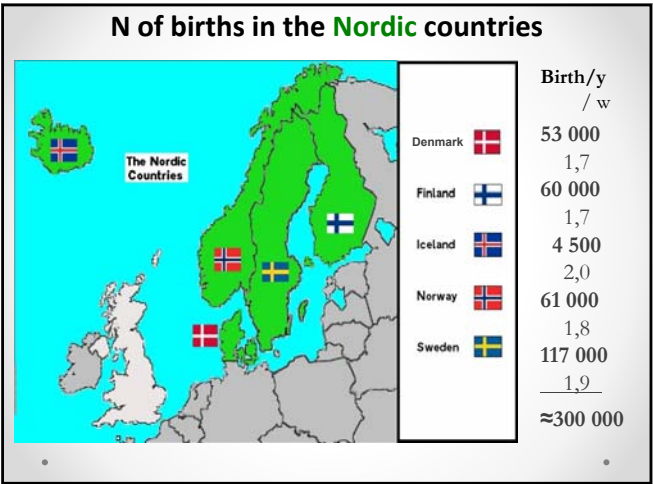 N of births in the Nordic countries
The Nordic
Countries
Denmark
Finland
Iceland
Norway
Sweden
Birth/y
/ w
53 000
1,7
60 000
1,7
4 500
2,0
61 000
1,8
117 000
1,9
≈300 000